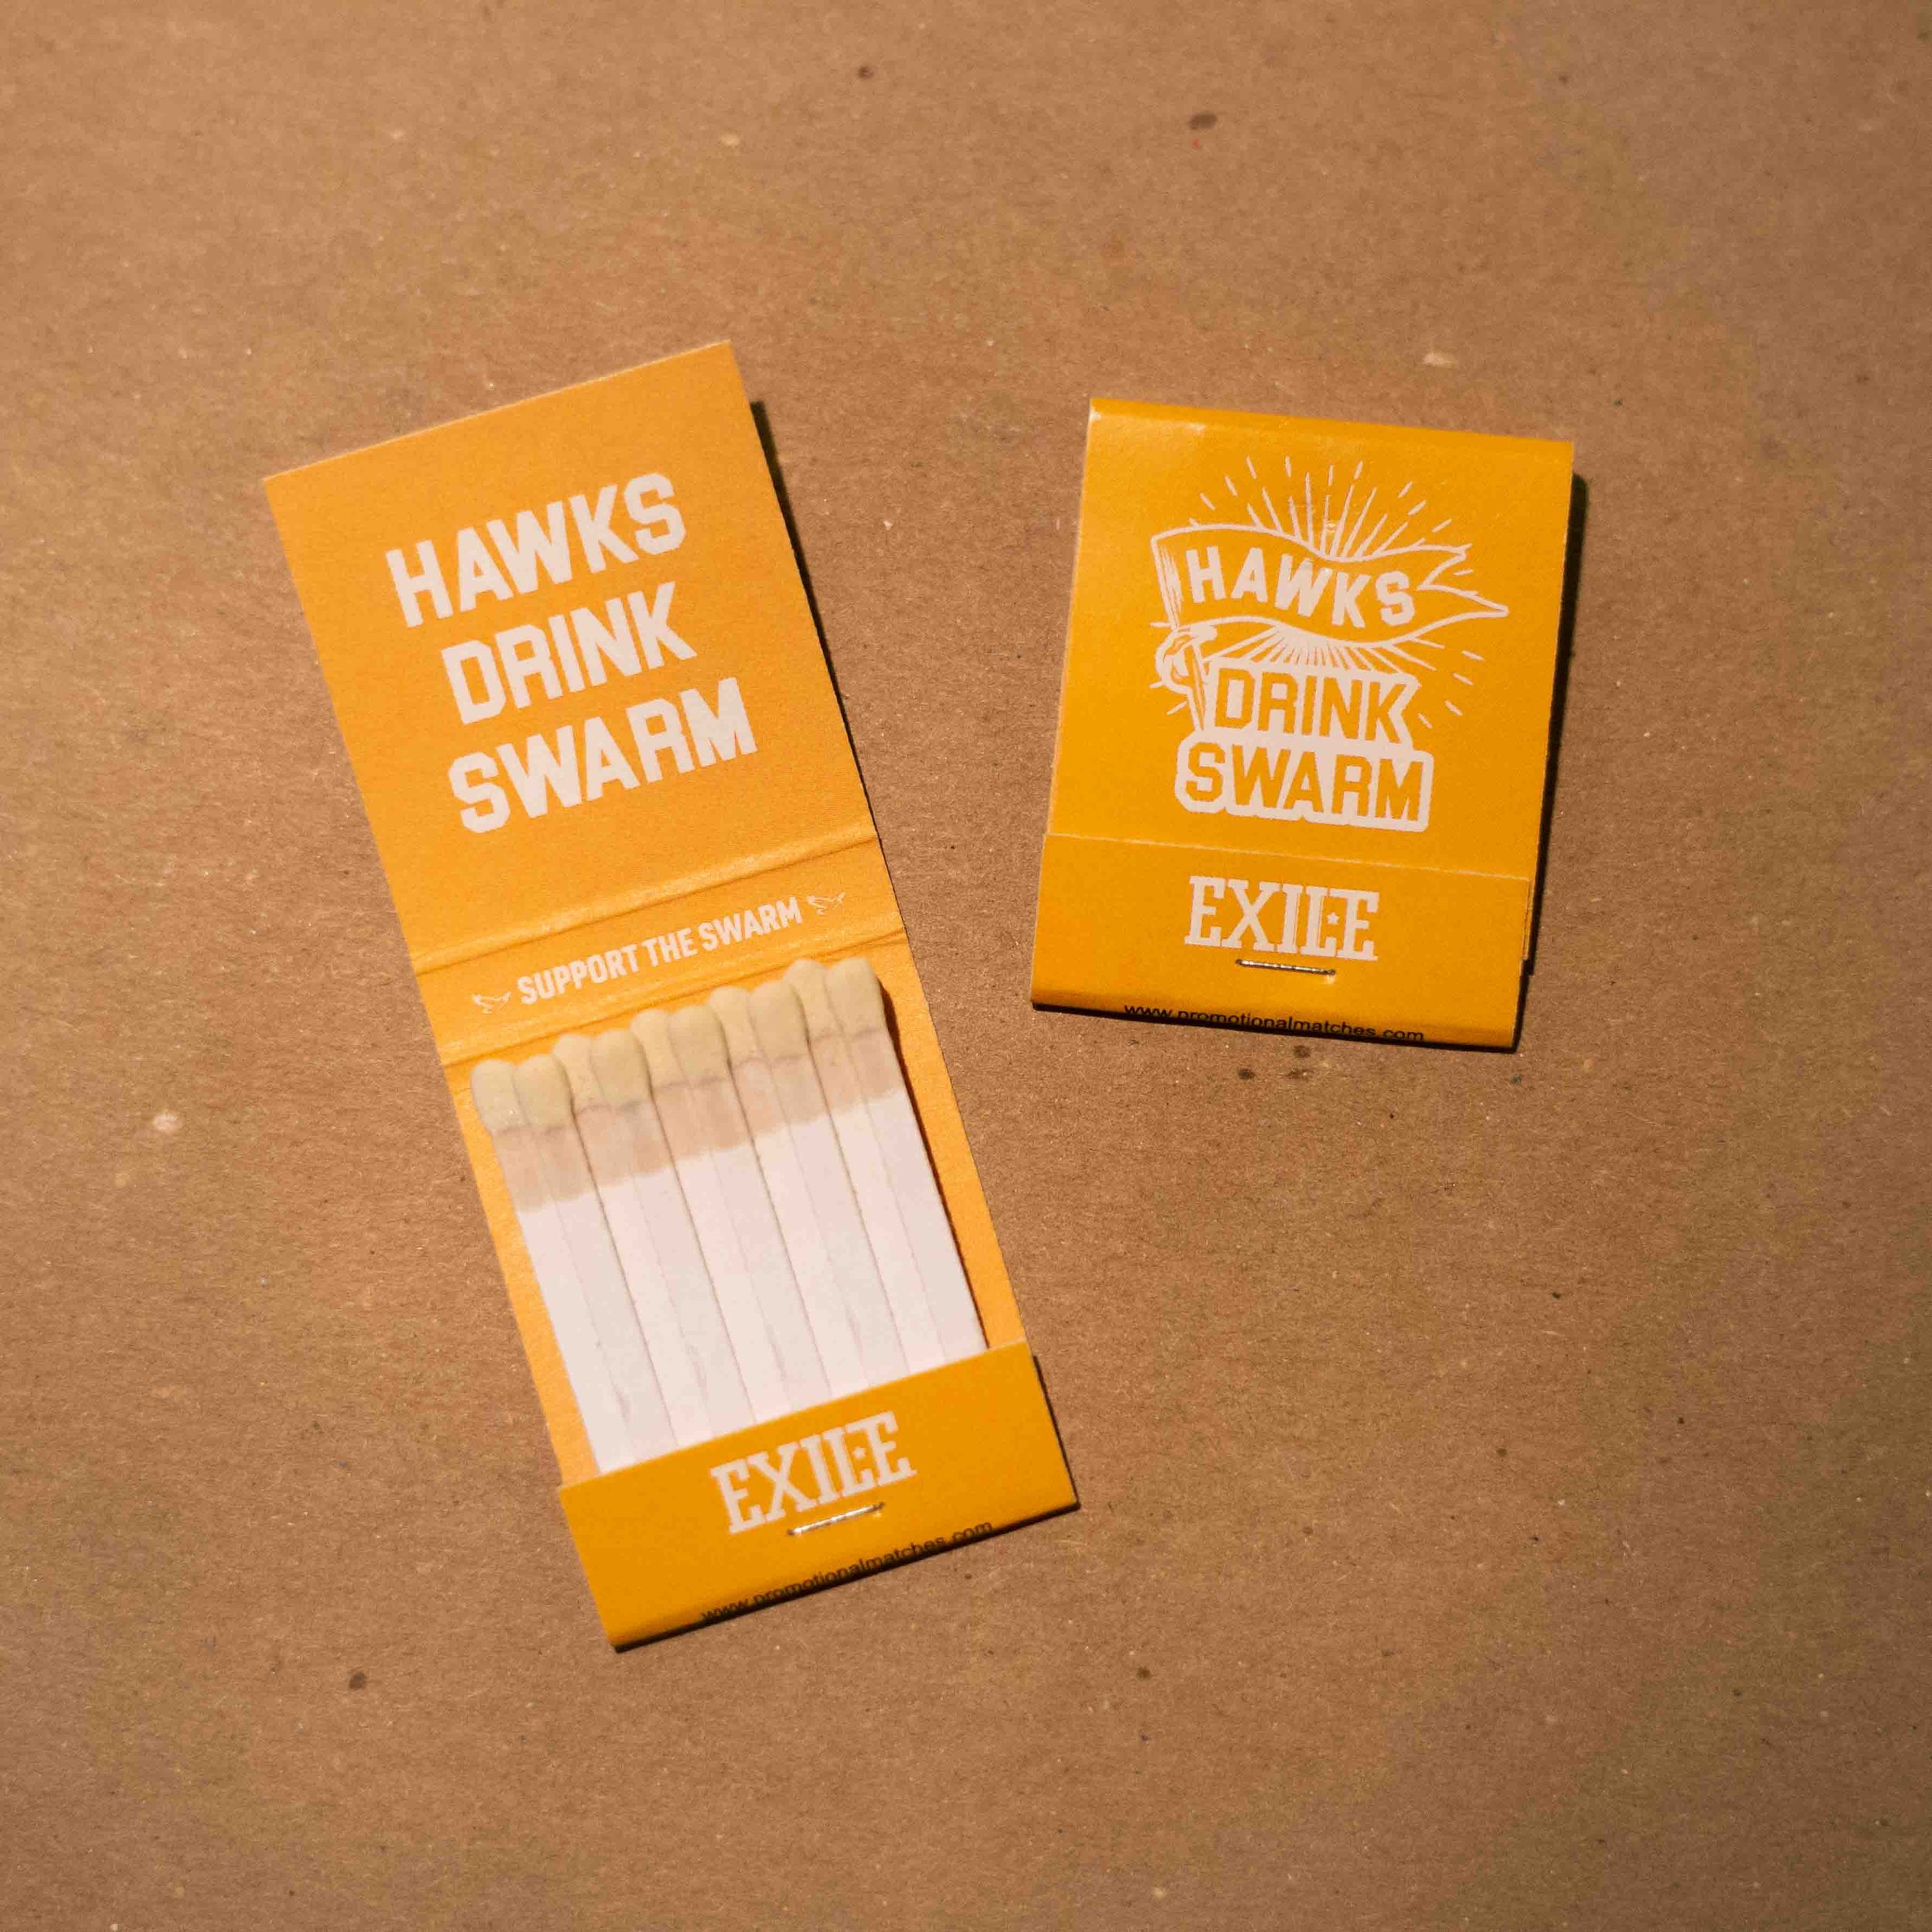 HAWKS
DRINK
SWARM
SUPPORT THE SWARM
EXILE
www.promotionalmatches.com
HAWKS
DRINK
SWARM
EXILE
www.promotionalmatches.com